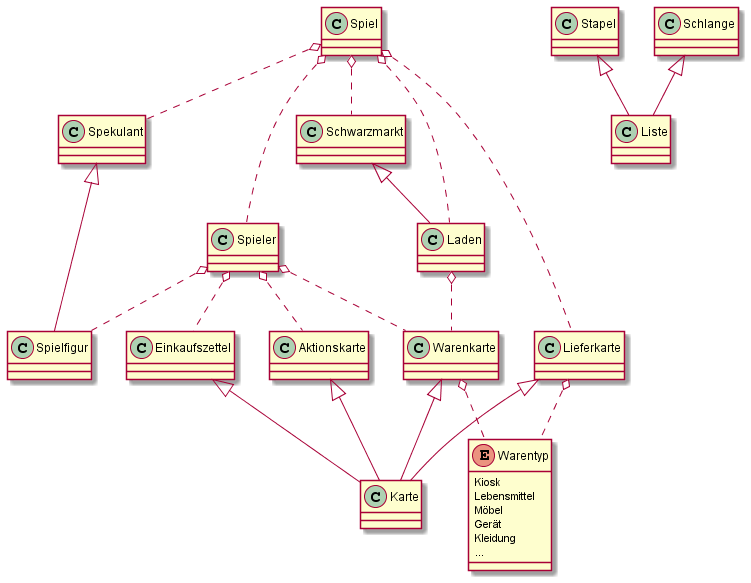 C Spiel
C Stapel
C Schlange
C Spekulant
C Schwarzmarkt
C Liste
C Spieler
C Laden
C Spielfigur
C Einkaufszettel
C Aktionskarte
C Warenkarte
C Lieferkarte
E Warentyp
Kiosk
Lebensmittel
Möbel
Gerät
Kleidung
...
C Karte